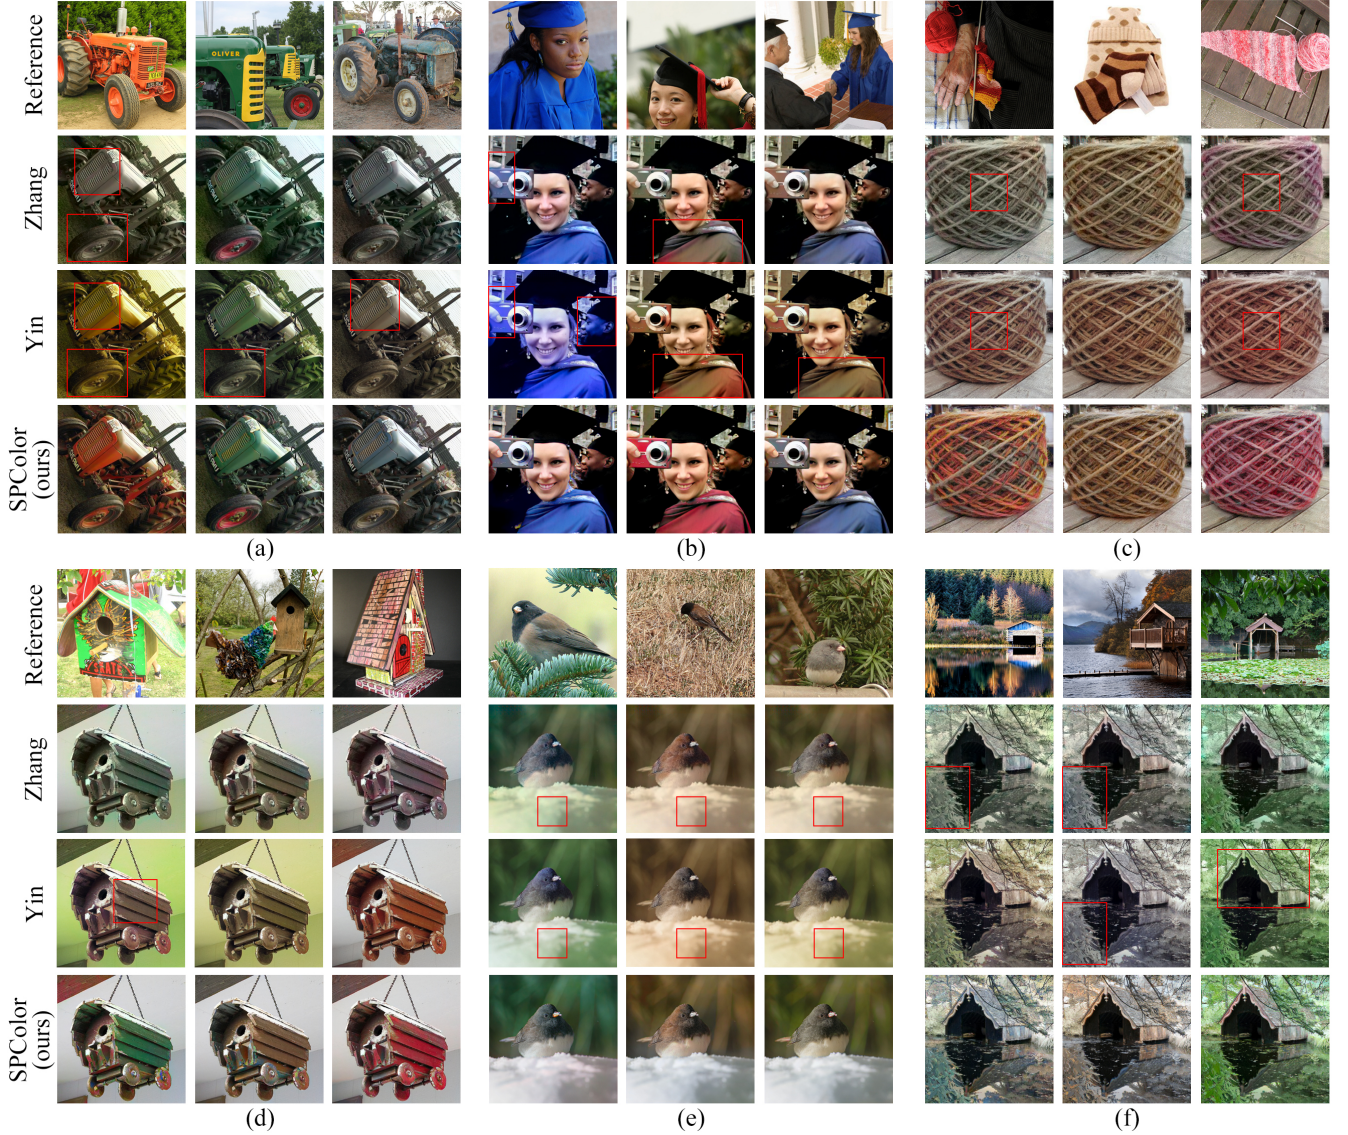 Reference
OLIVER
Zhang
Yin
SPColor
(ours)
(a)
(b)
(c)
Reference
Zhang
Yin
SPColor
(ours)
(d)
(e)
(f)